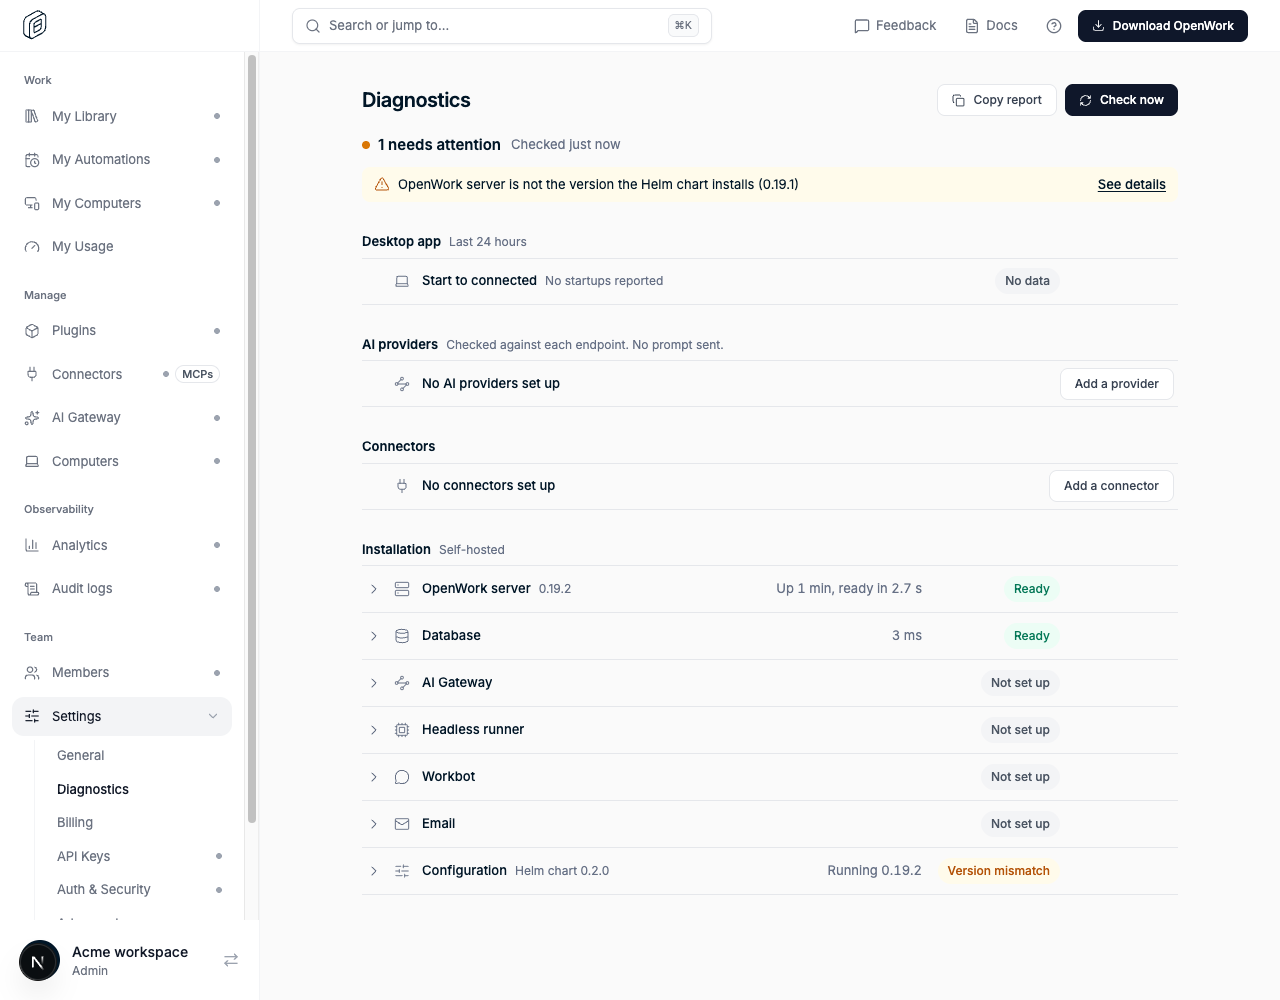 Search or jump to...
⌘K
Feedback
Docs
Download OpenWork
Work
My Library
My Automations
My Computers
My Usage
Manage
Plugins
Connectors
MCPs
AI Gateway
Computers
Observability
Analytics
Audit logs
Team
Members
Settings
General
Diagnostics
Billing
API Keys
Auth & Security
N
Acme workspace
Admin
Diagnostics
Copy report
Check now
1 needs attention Checked just now
OpenWork server is not the version the Helm chart installs (0.19.1)
See details
Desktop app Last 24 hours
Start to connected No startups reported
No data
AI providers Checked against each endpoint. No prompt sent.
No AI providers set up
Add a provider
Connectors
No connectors set up
Add a connector
Installation Self-hosted
OpenWork server 0.19.2
Up 1 min, ready in 2.7 s
Ready
Database
3 ms
Ready
AI Gateway
Not set up
Headless runner
Not set up
Workbot
Not set up
Email
Not set up
Configuration Helm chart 0.2.0
Running 0.19.2
Version mismatch